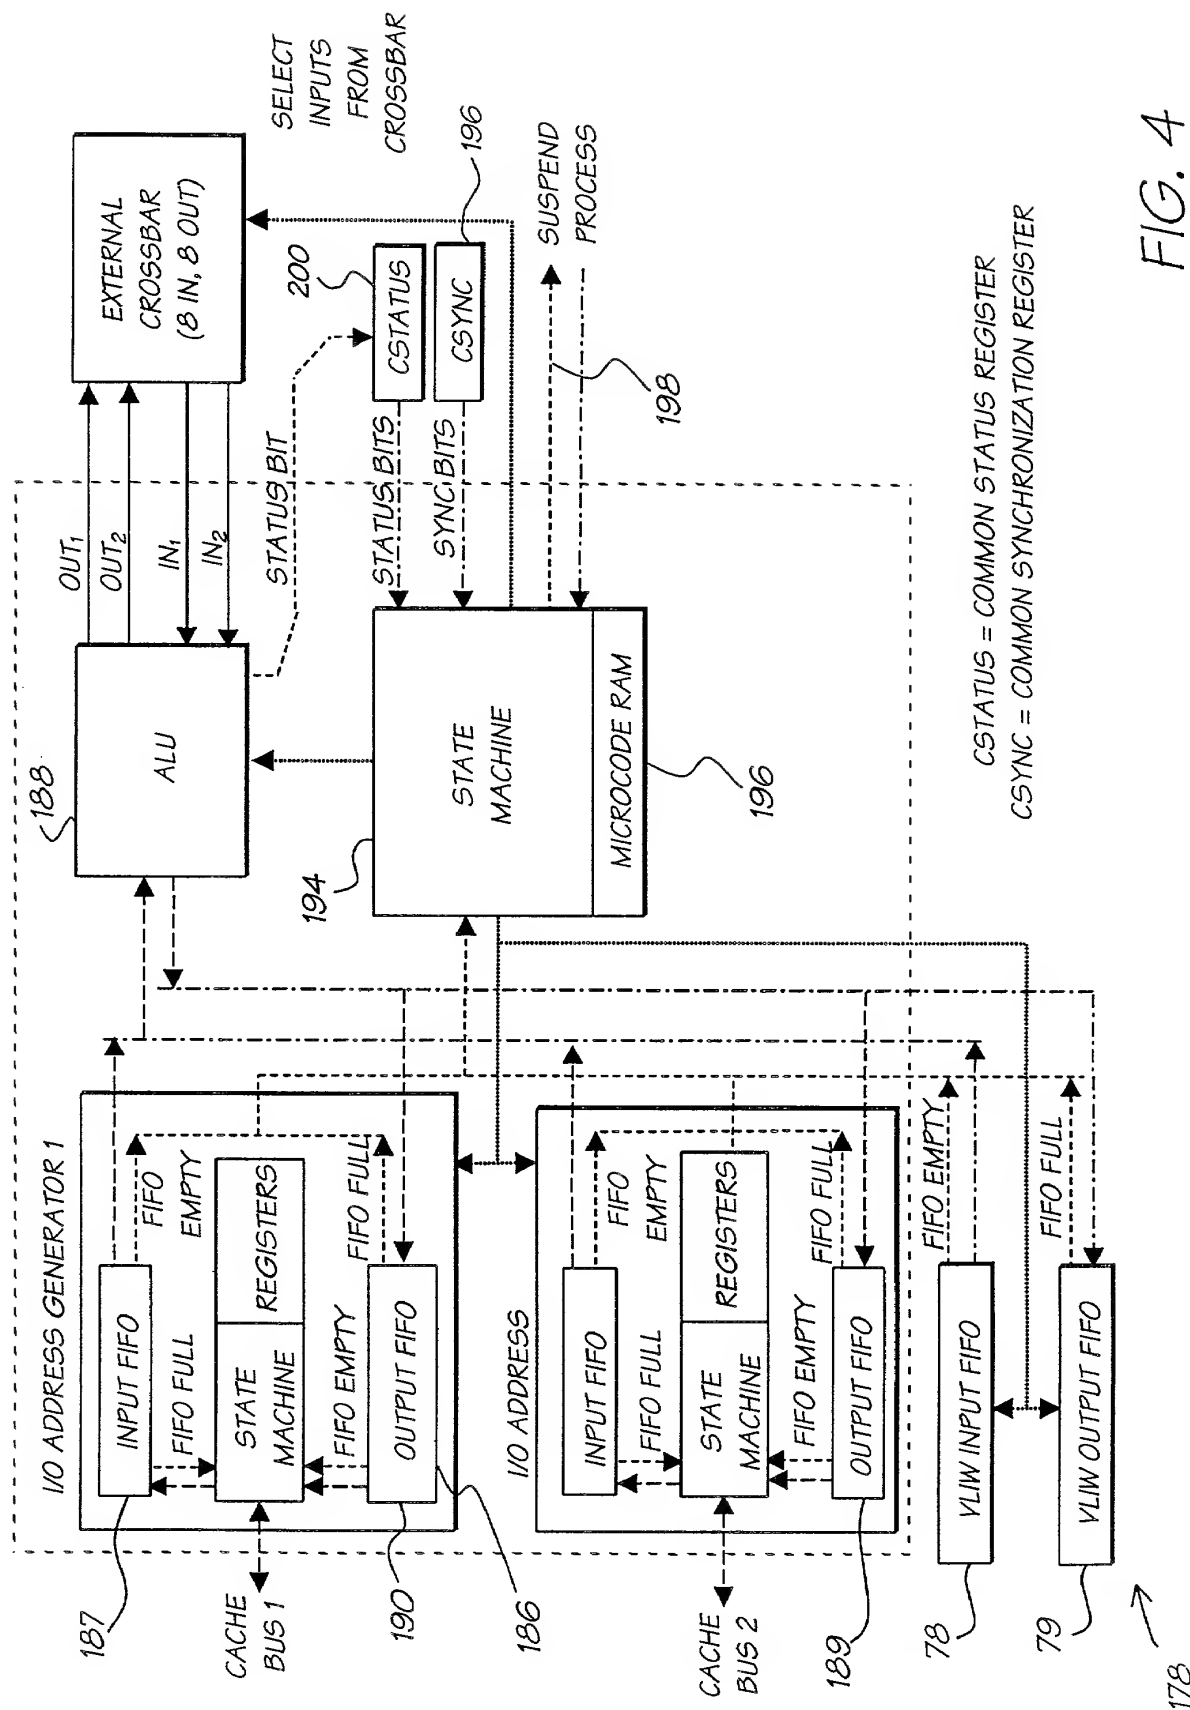 SELECT
INPUTS
FROM
CROSSBAR
EXTERNAL
CROSSBAR
(8 IN, 8 OUT)
OUT1
OUT2
IN1
IN2
STATUS BIT
200
CSTATUS
CSYNC
196
STATUS BITS
SYNC BITS
SUSPEND
PROCESS
198
188
ALU
194
STATE
MACHINE
MICROCODE RAM
196
I/O ADDRESS GENERATOR 1
INPUT FIFO
FIFO
EMPTY
FIFO FULL
STATE
MACHINE
REGISTERS
FIFO EMPTY
FIFO FULL
OUTPUT FIFO
187
CACHE
BUS 1
190
186
I/O ADDRESS
INPUT FIFO
FIFO
EMPTY
FIFO FULL
STATE
MACHINE
REGISTERS
FIFO EMPTY
FIFO FULL
OUTPUT FIFO
CACHE
BUS 2
189
VLIW INPUT FIFO
FIFO EMPTY
78
VLIW OUTPUT FIFO
FIFO FULL
79
178
CSTATUS = COMMON STATUS REGISTER
CSYNC = COMMON SYNCHRONIZATION REGISTER
FIG. 4